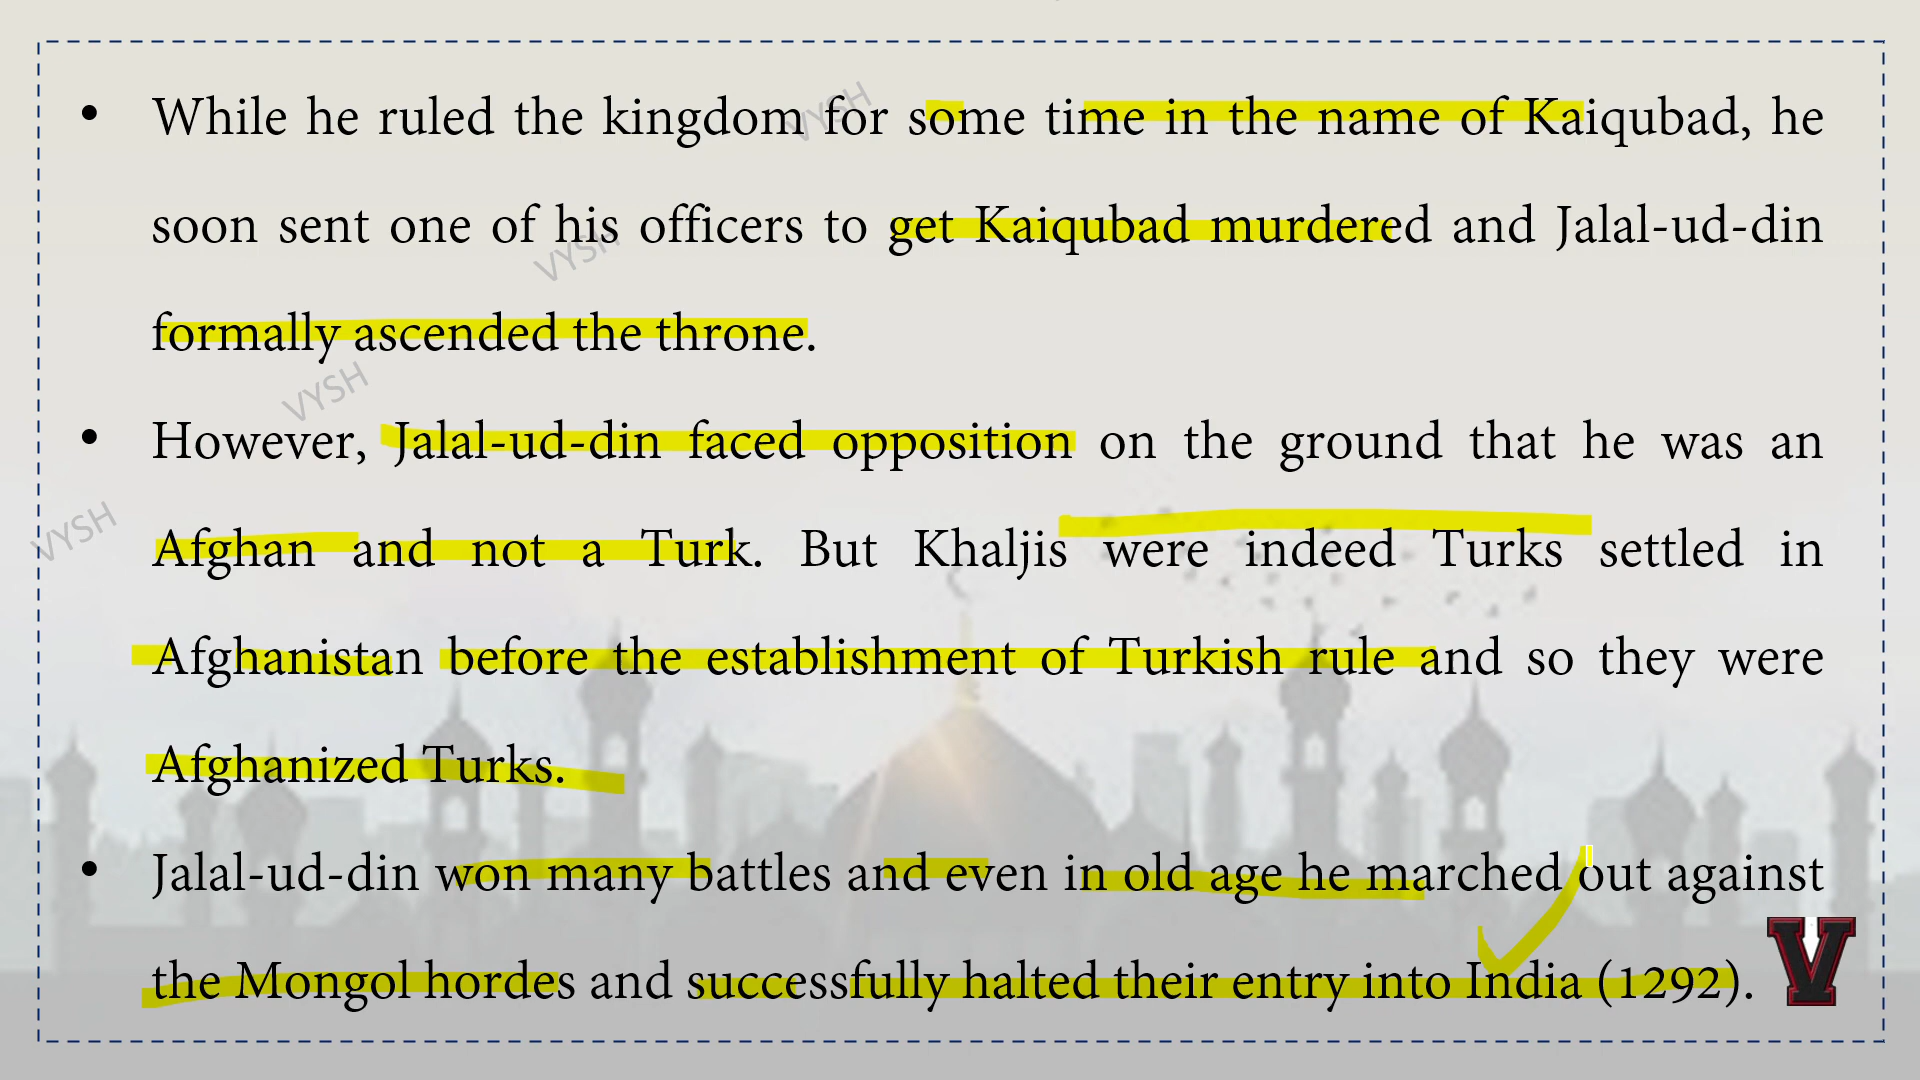 • While he ruled the kingdom for some time in the name of Kaiqubad, he
soon sent one of his officers to get Kaiqubad murdered and Jalal-ud-din
formally ascended the throne.
• However, Jalal-ud-din faced opposition on the ground that he was an
Afghan and not a Turk. But Khaljis were indeed Turks settled in
Afghanistan before the establishment of Turkish rule and so they were
Afghanized Turks.
• Jalal-ud-din won many battles and even in old age he marched out against
the Mongol hordes and successfully halted their entry into India (1292).
VYSH
VYSH
VYSH
VYSH
V